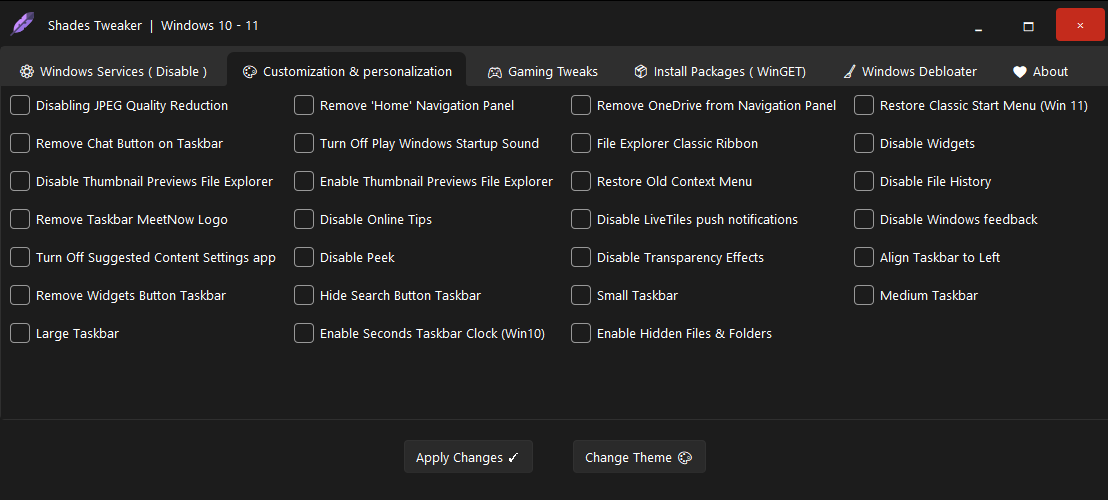 Shades Tweaker | Windows 10 - 11
Windows Services ( Disable ) Customization & personalization Gaming Tweaks Install Packages ( WinGET) Windows Debloater About
Disabling JPEG Quality Reduction Remove 'Home' Navigation Panel Remove OneDrive from Navigation Panel Restore Classic Start Menu (Win 11)
Remove Chat Button on Taskbar Turn Off Play Windows Startup Sound File Explorer Classic Ribbon Disable Widgets
Disable Thumbnail Previews File Explorer Enable Thumbnail Previews File Explorer Restore Old Context Menu Disable File History
Remove Taskbar MeetNow Logo Disable Online Tips Disable LiveTiles push notifications Disable Windows feedback
Turn Off Suggested Content Settings app Disable Peek Disable Transparency Effects Align Taskbar to Left
Remove Widgets Button Taskbar Hide Search Button Taskbar Small Taskbar Medium Taskbar
Large Taskbar Enable Seconds Taskbar Clock (Win10) Enable Hidden Files & Folders
Apply Changes ✓ Change Theme